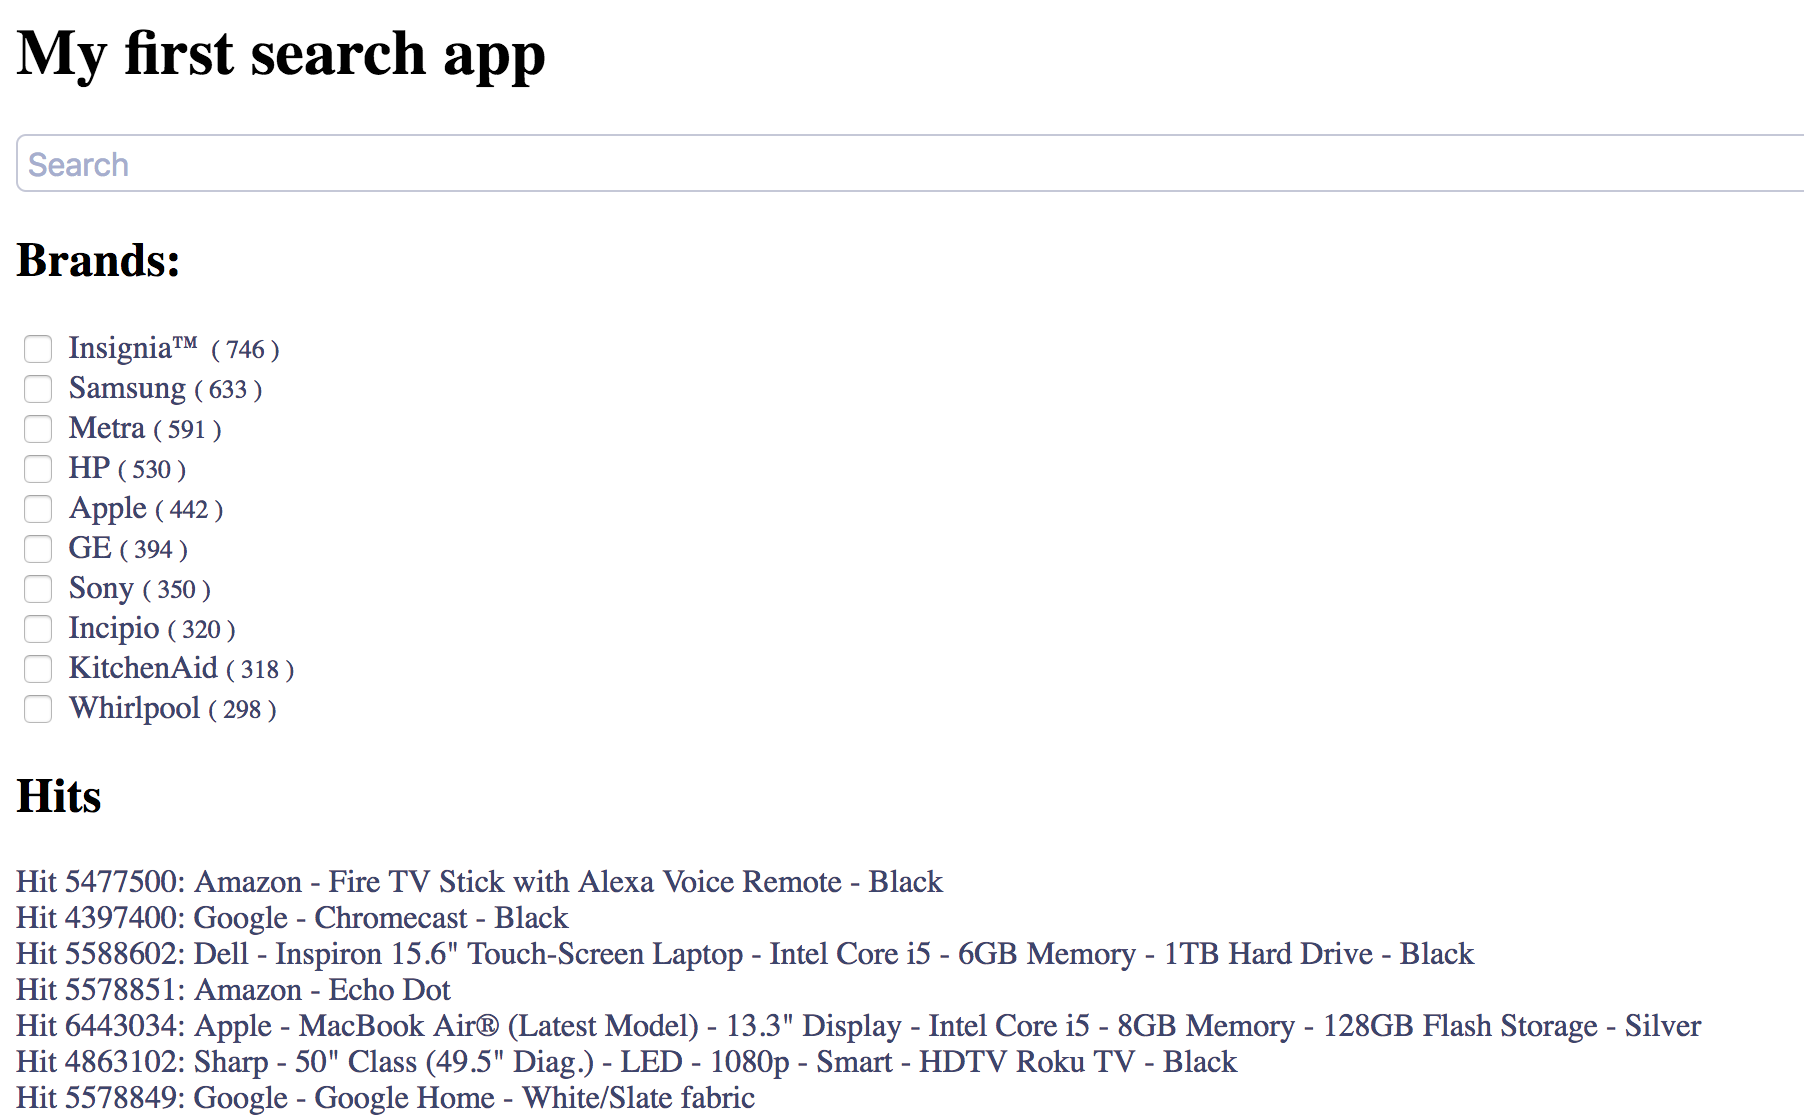 My first search app
Search
Brands:
Insignia™ ( 746 )
Samsung ( 633 )
Metra ( 591 )
HP ( 530 )
Apple ( 442 )
GE ( 394 )
Sony ( 350 )
Incipio ( 320 )
KitchenAid ( 318 )
Whirlpool ( 298 )
Hits
Hit 5477500: Amazon - Fire TV Stick with Alexa Voice Remote - Black
Hit 4397400: Google - Chromecast - Black
Hit 5588602: Dell - Inspiron 15.6" Touch-Screen Laptop - Intel Core i5 - 6GB Memory - 1TB Hard Drive - Black
Hit 5578851: Amazon - Echo Dot
Hit 6443034: Apple - MacBook Air® (Latest Model) - 13.3" Display - Intel Core i5 - 8GB Memory - 128GB Flash Storage - Silver
Hit 4863102: Sharp - 50" Class (49.5" Diag.) - LED - 1080p - Smart - HDTV Roku TV - Black
Hit 5578849: Google - Google Home - White/Slate fabric